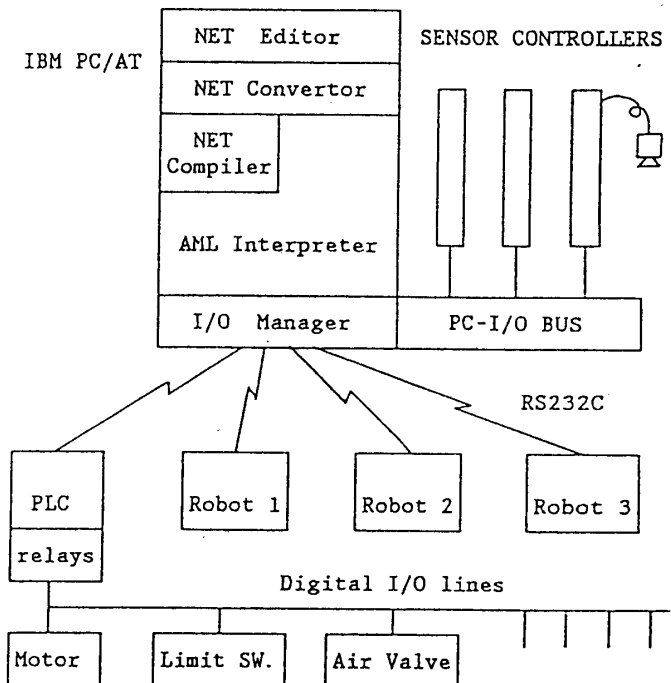 NET Editor
SENSOR CONTROLLERS
IBM PC/AT
NET Convertor
NET
Compiler
AML Interpreter
I/O Manager
PC-I/O BUS
RS232C
PLC
Robot 1
Robot 2
Robot 3
relays
Digital I/O lines
Motor
Limit SW.
Air Valve